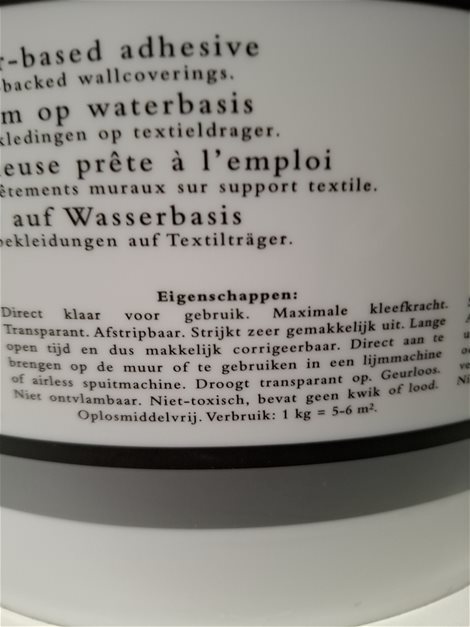 r-based adhesive
backed wallcoverings.
m op waterbasis
kledingen op textieldrager.
euse prête à l'emploi
êtements muraux sur support textile.
auf Wasserbasis
bekleidungen auf Textilträger.
Eigenschappen:
Direct klaar voor gebruik. Maximale kleefkracht.
Transparant. Afstripbaar. Strijkt zeer gemakkelijk uit. Lange
open tijd en dus makkelijk corrigeerbaar. Direct aan te
brengen op de muur of te gebruiken in een lijmmachine
of airless spuitmachine. Droogt transparant op. Geurloos.
Niet ontvlambaar. Niet-toxisch, bevat geen kwik of lood.
Oplosmiddelvrij. Verbruik: 1 kg = 5-6 m².